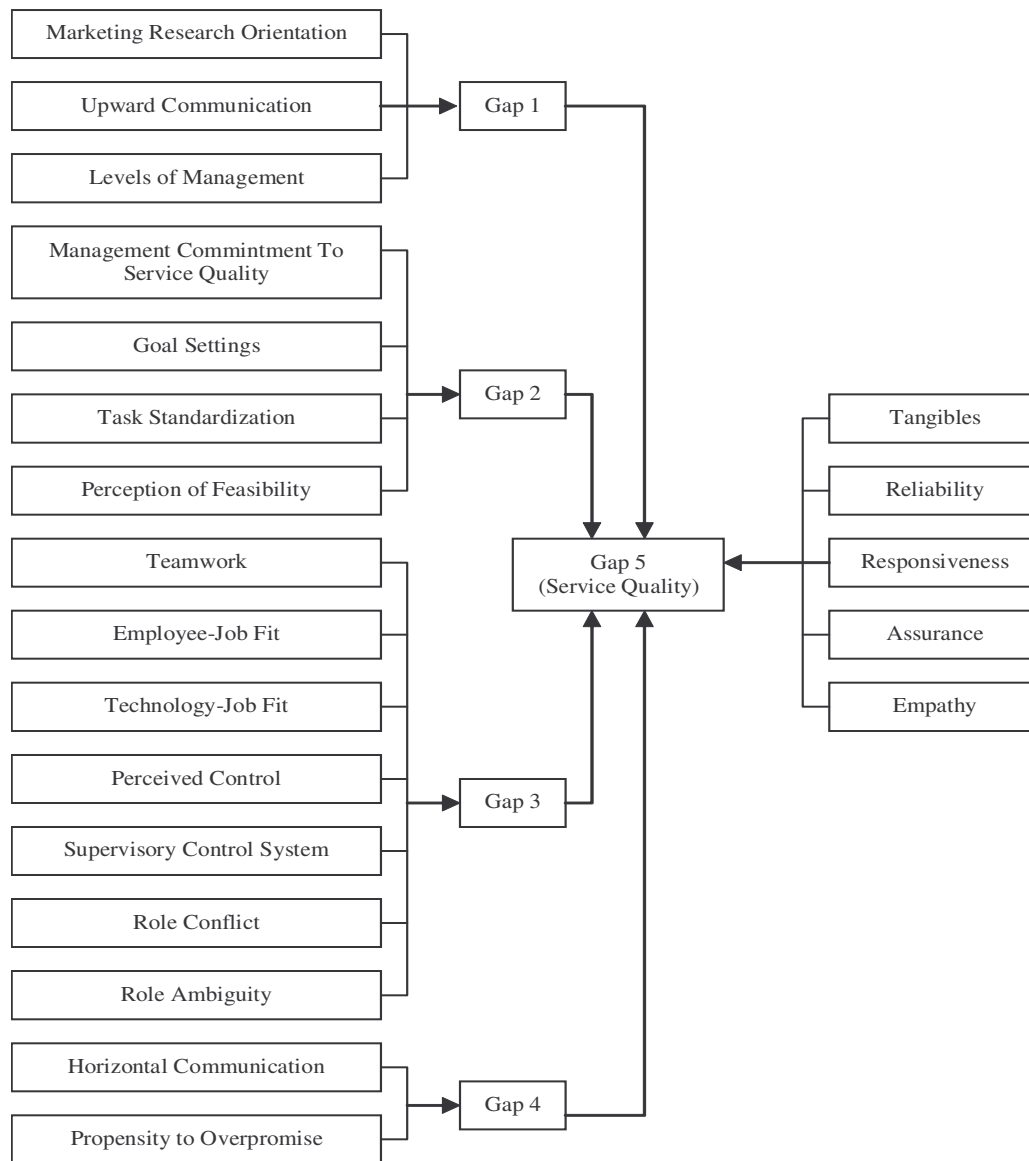 Marketing Research Orientation
Upward Communication
Levels of Management
Gap 1
Management Commintment To
Service Quality
Goal Settings
Task Standardization
Perception of Feasibility
Gap 2
Teamwork
Employee-Job Fit
Technology-Job Fit
Perceived Control
Supervisory Control System
Role Conflict
Role Ambiguity
Gap 3
Horizontal Communication
Propensity to Overpromise
Gap 4
Gap 5
(Service Quality)
Tangibles
Reliability
Responsiveness
Assurance
Empathy